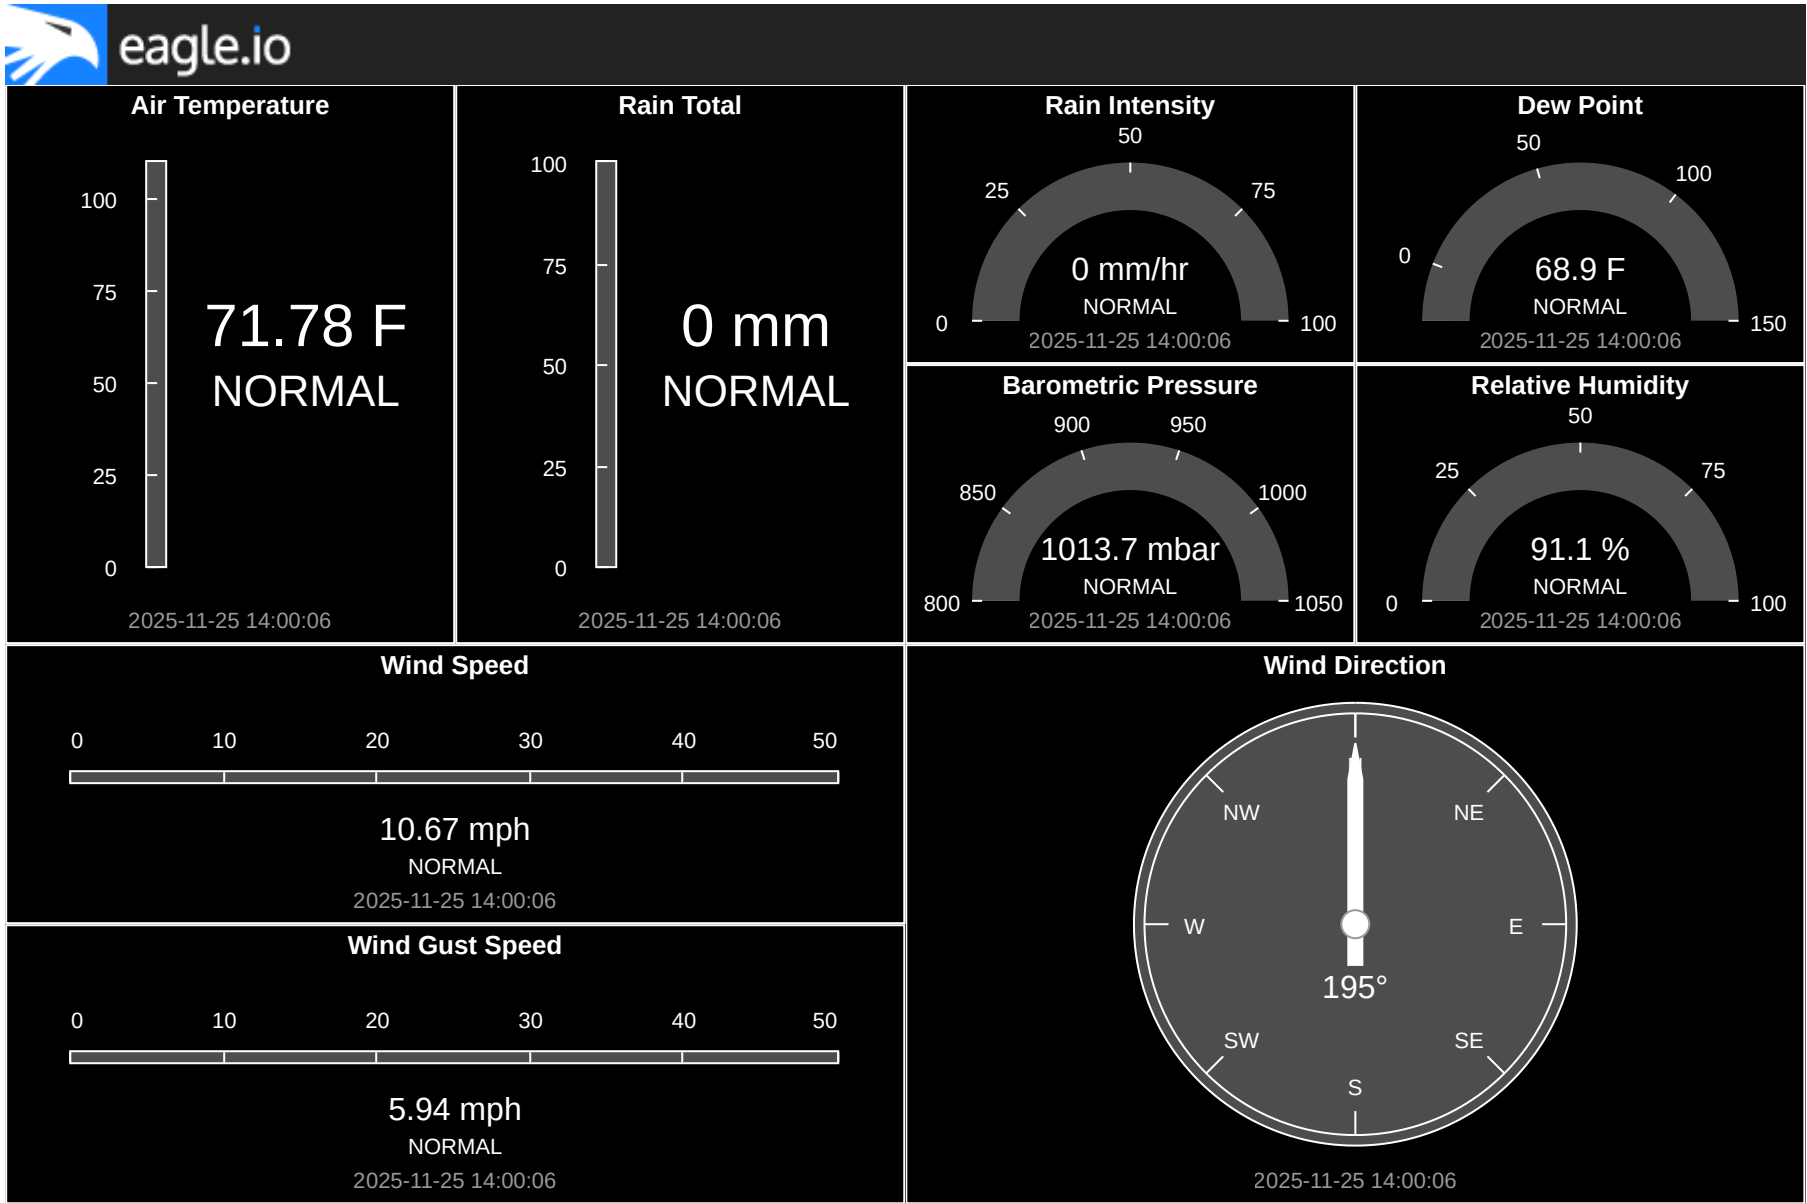 eagle.io
Air Temperature
100
75
50
25
0
71.78 F
NORMAL
2025-11-25 14:00:06
Rain Total
100
75
50
25
0
0 mm
NORMAL
2025-11-25 14:00:06
Rain Intensity
50
25
75
0
100
0 mm/hr
NORMAL
2025-11-25 14:00:06
Dew Point
50
100
0
150
68.9 F
NORMAL
2025-11-25 14:00:06
Barometric Pressure
900
950
850
1000
800
1050
1013.7 mbar
NORMAL
2025-11-25 14:00:06
Relative Humidity
50
25
75
0
100
91.1 %
NORMAL
2025-11-25 14:00:06
Wind Speed
0 10 20 30 40 50
10.67 mph
NORMAL
2025-11-25 14:00:06
Wind Gust Speed
0 10 20 30 40 50
5.94 mph
NORMAL
2025-11-25 14:00:06
Wind Direction
NW NE
W E
195°
SW SE
S
2025-11-25 14:00:06